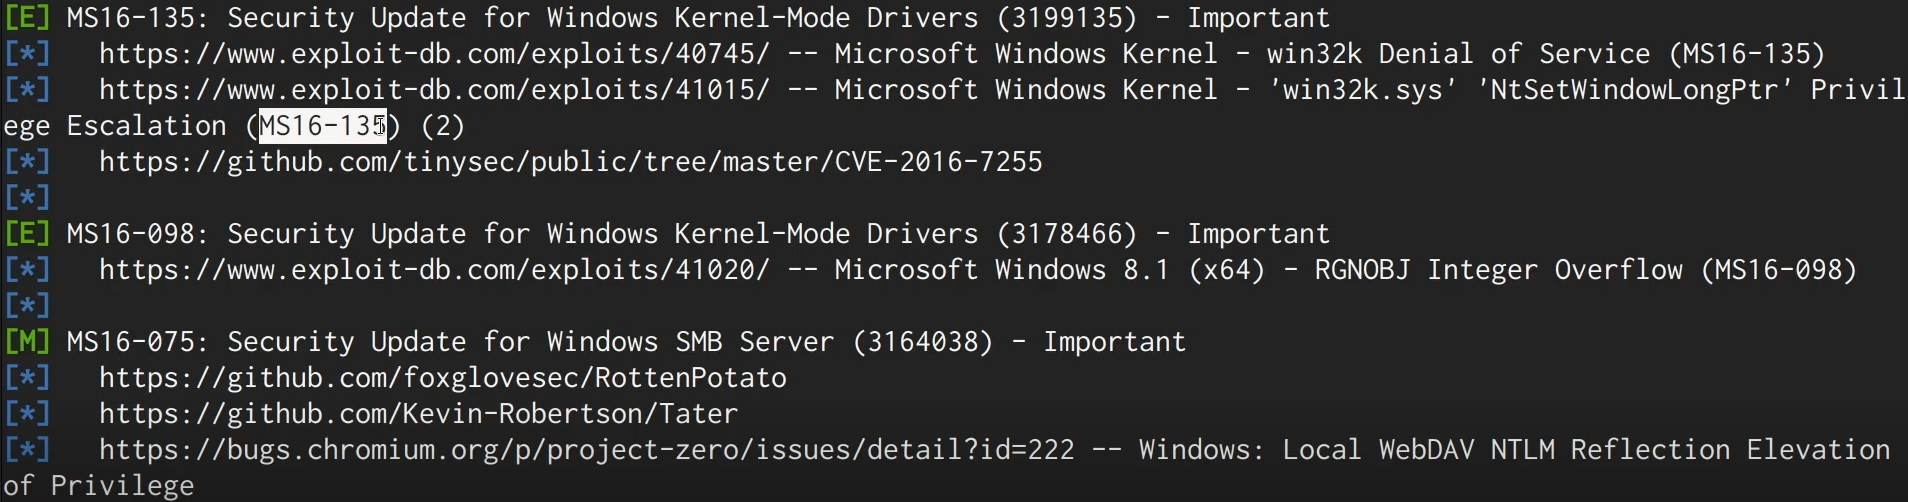 [E] MS16-135: Security Update for Windows Kernel-Mode Drivers (3199135) - Important
[*]   https://www.exploit-db.com/exploits/40745/ -- Microsoft Windows Kernel - win32k Denial of Service (MS16-135)
[*]   https://www.exploit-db.com/exploits/41015/ -- Microsoft Windows Kernel - 'win32k.sys' 'NtSetWindowLongPtr' Privil
ege Escalation (MS16-135) (2)
[*]   https://github.com/tinysec/public/tree/master/CVE-2016-7255
[*]
[E] MS16-098: Security Update for Windows Kernel-Mode Drivers (3178466) - Important
[*]   https://www.exploit-db.com/exploits/41020/ -- Microsoft Windows 8.1 (x64) - RGNOBJ Integer Overflow (MS16-098)
[*]
[M] MS16-075: Security Update for Windows SMB Server (3164038) - Important
[*]   https://github.com/foxglovesec/RottenPotato
[*]   https://github.com/Kevin-Robertson/Tater
[*]   https://bugs.chromium.org/p/project-zero/issues/detail?id=222 -- Windows: Local WebDAV NTLM Reflection Elevation
of Privilege